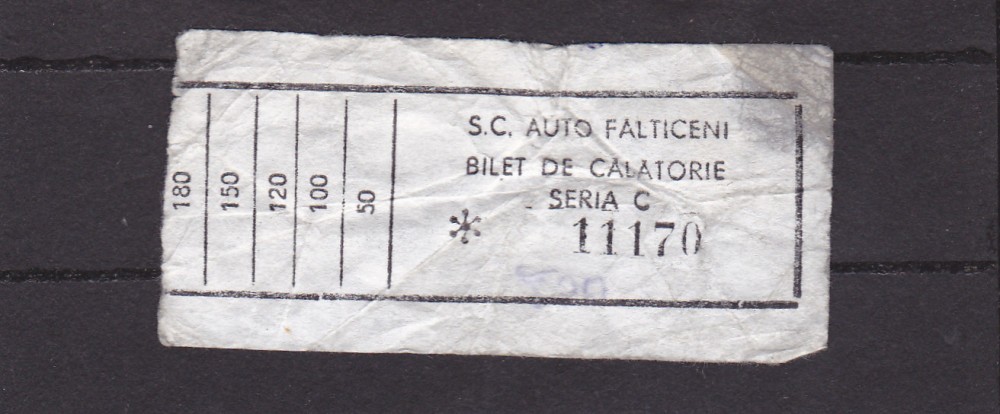 180
150
120
100
50
S.C. AUTO FALTICENI
BILET DE CALATORIE
SERIA C
* 11170